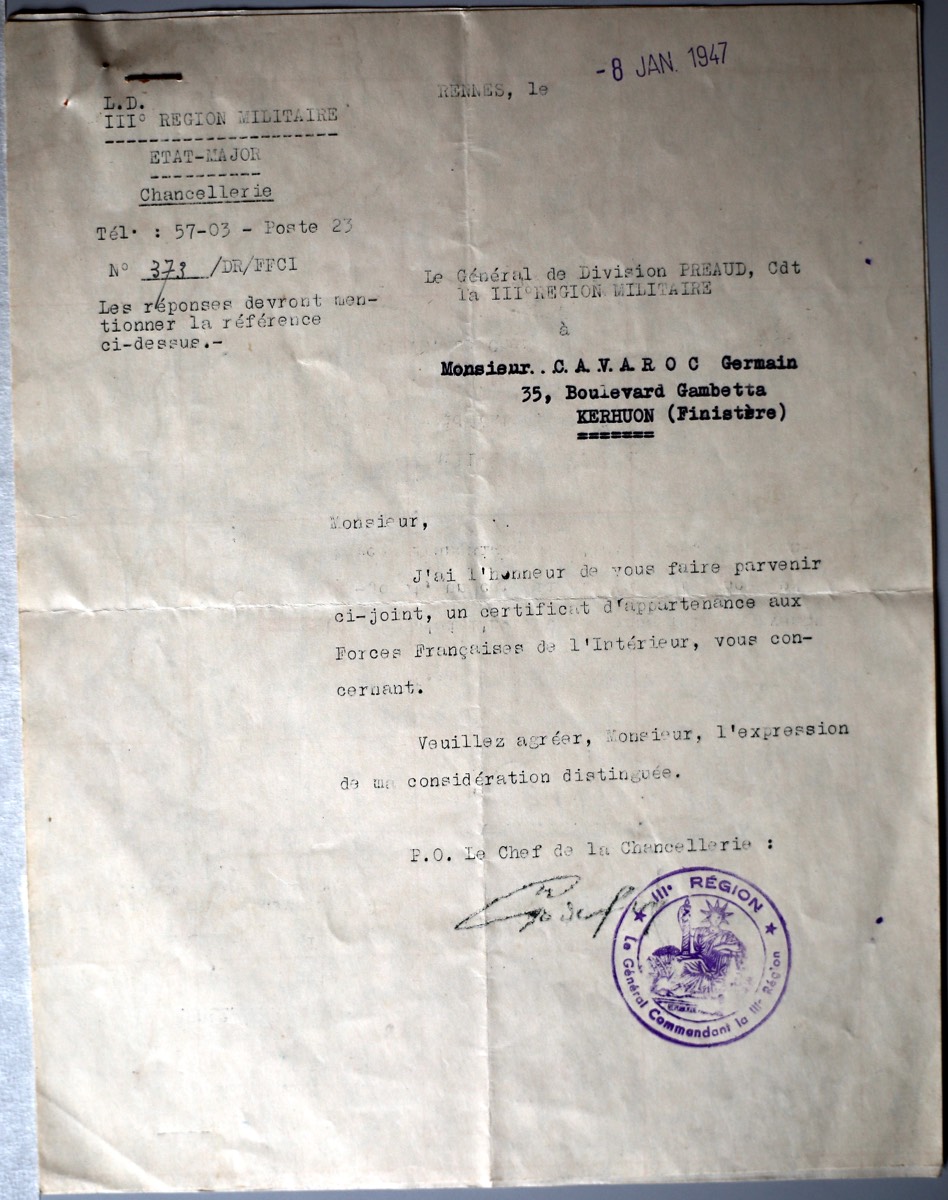 - 8 JAN. 1947
RENNES, le
L.D.
III° REGION MILITAIRE
ETAT-MAJOR
Chancellerie
Tél· : 57-03 - Poste 23
N° 373 /DR/FFCI
Les réponses devront men-
tionner la référence
ci-dessus.-
Le Général de Division PREAUD, Cdt
la III° REGION MILITAIRE
à
Monsieur...C.A.V.A.R O C Germain
35, Boulevard Gambetta
KERHUON (Finistère)
=======
Monsieur,
J'ai l'honneur de vous faire parvenir
ci-joint, un certificat d'appartenance aux
Forces Françaises de l'Intérieur, vous con-
cernant.
Veuillez agréer, Monsieur, l'expression
de ma considération distinguée.
P.O. Le Chef de la Chancellerie :
★ IIIe RÉGION ★
Le Général Commandant la IIIe Région